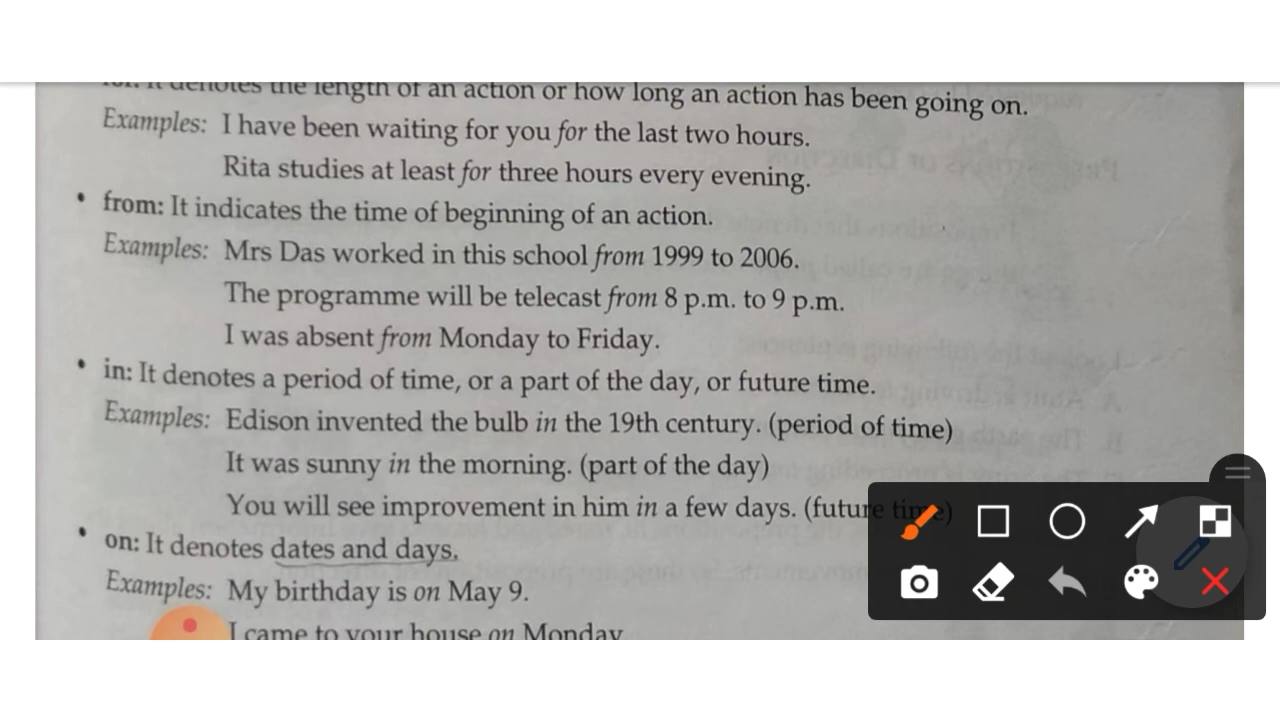 for: It denotes the length of an action or how long an action has been going on.
Examples: I have been waiting for you for the last two hours.
Rita studies at least for three hours every evening.
• from: It indicates the time of beginning of an action.
Examples: Mrs Das worked in this school from 1999 to 2006.
The programme will be telecast from 8 p.m. to 9 p.m.
I was absent from Monday to Friday.
• in: It denotes a period of time, or a part of the day, or future time.
Examples: Edison invented the bulb in the 19th century. (period of time)
It was sunny in the morning. (part of the day)
You will see improvement in him in a few days. (future time)
• on: It denotes dates and days.
Examples: My birthday is on May 9.
I came to your house on Monday